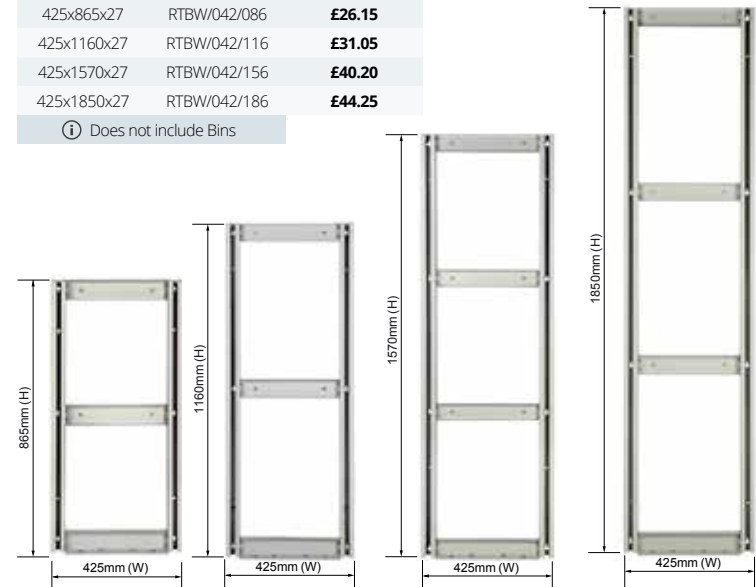 425x865x27 RTBW/042/086 £26.15
425x1160x27 RTBW/042/116 £31.05
425x1570x27 RTBW/042/156 £40.20
425x1850x27 RTBW/042/186 £44.25
Does not include Bins
865mm (H)
1160mm (H)
1570mm (H)
1850mm (H)
425mm (W)
425mm (W)
425mm (W)
425mm (W)